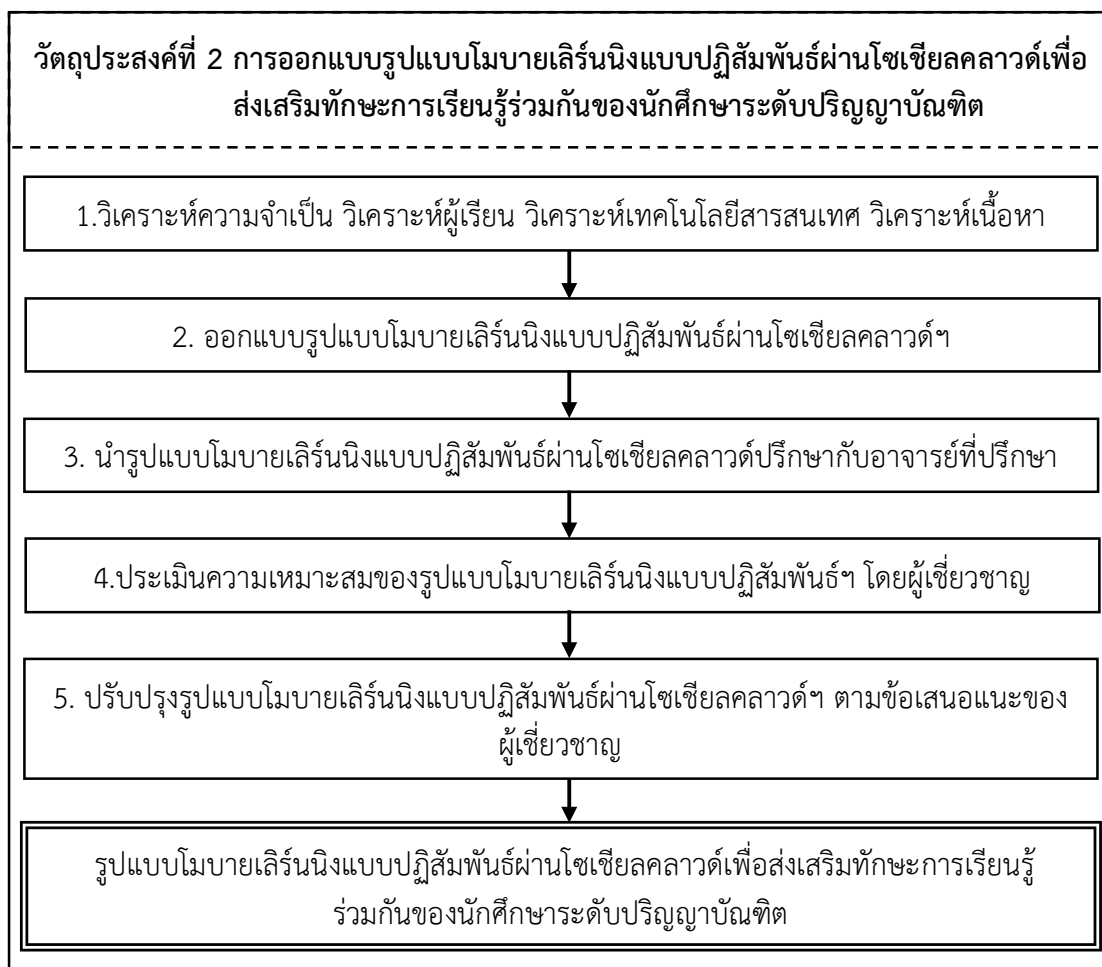 วัตถุประสงค์ที่ 2 การออกแบบรูปแบบโมบายเลิร์นนิงแบบปฏิสัมพันธ์ผ่านโซเชียลคลาวด์เพื่อ
ส่งเสริมทักษะการเรียนรู้ร่วมกันของนักศึกษาระดับปริญญาบัณฑิต
1.วิเคราะห์ความจำเป็น วิเคราะห์ผู้เรียน วิเคราะห์เทคโนโลยีสารสนเทศ วิเคราะห์เนื้อหา
2. ออกแบบรูปแบบโมบายเลิร์นนิงแบบปฏิสัมพันธ์ผ่านโซเชียลคลาวด์ฯ
3. นำรูปแบบโมบายเลิร์นนิงแบบปฏิสัมพันธ์ผ่านโซเชียลคลาวด์ปรึกษากับอาจารย์ที่ปรึกษา
4.ประเมินความเหมาะสมของรูปแบบโมบายเลิร์นนิงแบบปฏิสัมพันธ์ฯ โดยผู้เชี่ยวชาญ
5. ปรับปรุงรูปแบบโมบายเลิร์นนิงแบบปฏิสัมพันธ์ผ่านโซเชียลคลาวด์ฯ ตามข้อเสนอแนะของ
ผู้เชี่ยวชาญ
รูปแบบโมบายเลิร์นนิงแบบปฏิสัมพันธ์ผ่านโซเชียลคลาวด์เพื่อส่งเสริมทักษะการเรียนรู้
ร่วมกันของนักศึกษาระดับปริญญาบัณฑิต